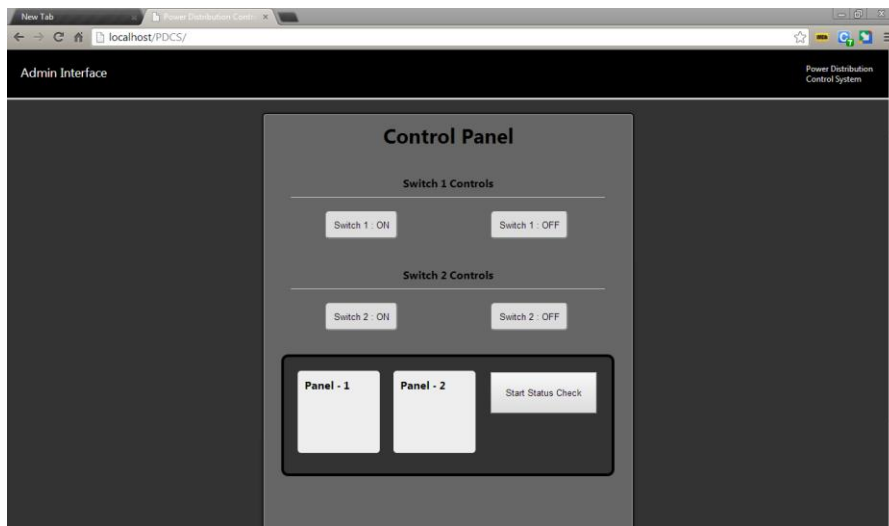 New Tab
Power Distribution Contr
localhost/PDCS/
Admin Interface
Power Distribution
Control System
Control Panel
Switch 1 Controls
Switch 1 : ON
Switch 1 : OFF
Switch 2 Controls
Switch 2 : ON
Switch 2 : OFF
Panel - 1
Panel - 2
Start Status Check